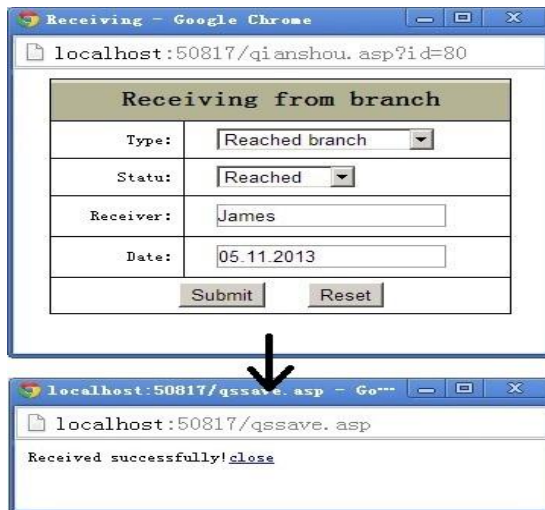 Receiving - Google Chrome
localhost:50817/qianshou.asp?id=80
Receiving from branch
Type: Reached branch
Statu: Reached
Receiver: James
Date: 05.11.2013
Submit Reset
localhost:50817/qssave.asp - Go...
localhost:50817/qssave.asp
Received successfully!close